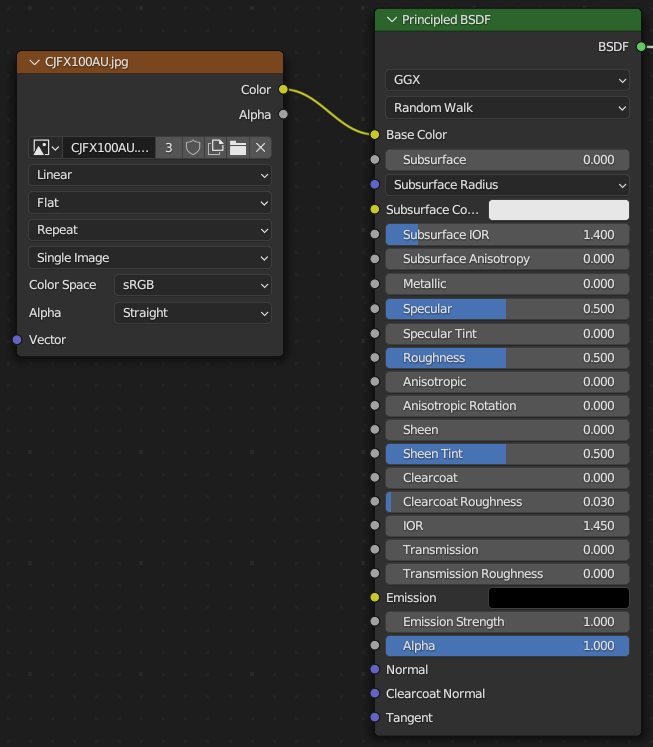 CJFX100AU.jpg
Color
Alpha
CJFX100AU.... 3
Linear
Flat
Repeat
Single Image
Color Space sRGB
Alpha Straight
Vector
Principled BSDF
BSDF
GGX
Random Walk
Base Color
Subsurface 0.000
Subsurface Radius
Subsurface Co...
Subsurface IOR 1.400
Subsurface Anisotropy 0.000
Metallic 0.000
Specular 0.500
Specular Tint 0.000
Roughness 0.500
Anisotropic 0.000
Anisotropic Rotation 0.000
Sheen 0.000
Sheen Tint 0.500
Clearcoat 0.000
Clearcoat Roughness 0.030
IOR 1.450
Transmission 0.000
Transmission Roughness 0.000
Emission
Emission Strength 1.000
Alpha 1.000
Normal
Clearcoat Normal
Tangent